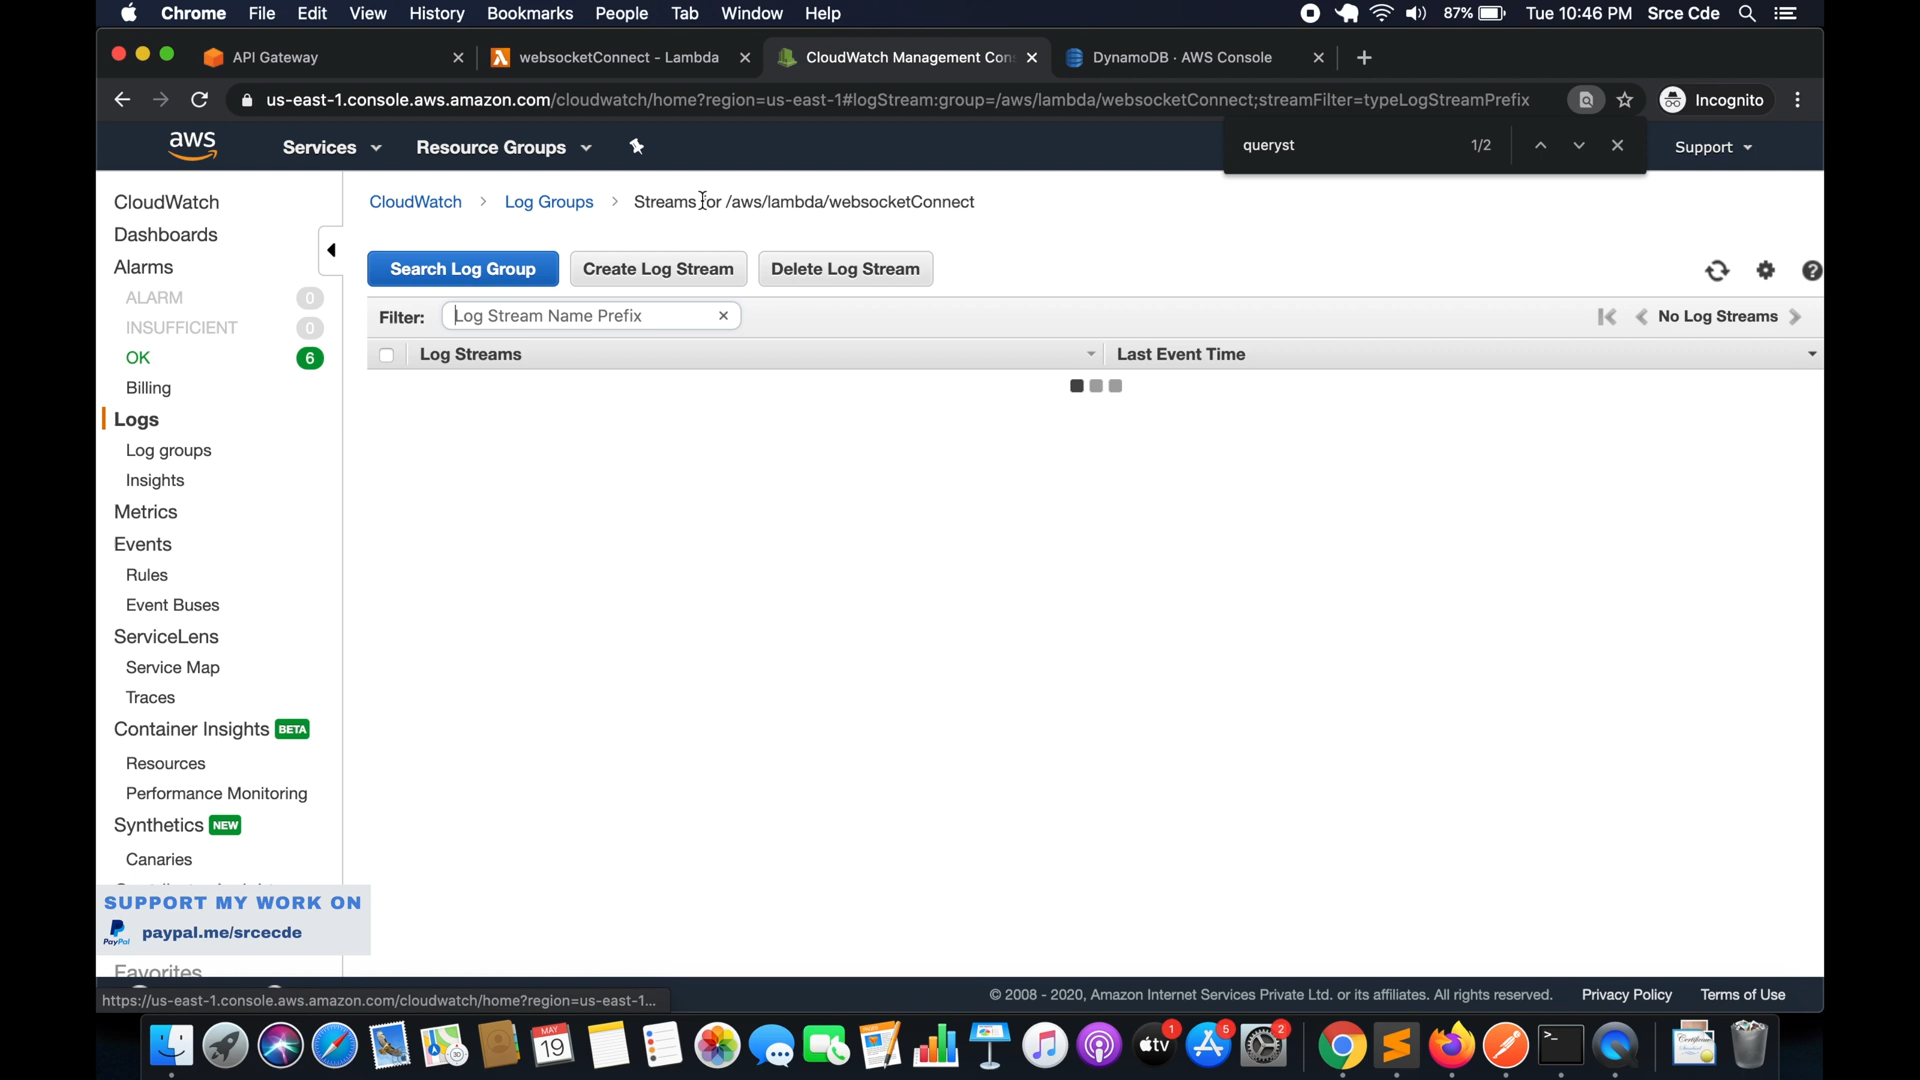 Chrome File Edit View History Bookmarks People Tab Window Help 87% Tue 10:46 PM Srce Cde
API Gateway websocketConnect - Lambda CloudWatch Management Con DynamoDB · AWS Console
us-east-1.console.aws.amazon.com/cloudwatch/home?region=us-east-1#logStream:group=/aws/lambda/websocketConnect;streamFilter=typeLogStreamPrefix Incognito
aws Services Resource Groups queryst 1/2 Support
CloudWatch
Dashboards
Alarms
ALARM 0
INSUFFICIENT 0
OK 6
Billing
Logs
Log groups
Insights
Metrics
Events
Rules
Event Buses
ServiceLens
Service Map
Traces
Container Insights BETA
Resources
Performance Monitoring
Synthetics NEW
Canaries
Favorites
CloudWatch > Log Groups > Streams for /aws/lambda/websocketConnect
Search Log Group Create Log Stream Delete Log Stream
Filter: Log Stream Name Prefix No Log Streams
Log Streams Last Event Time
SUPPORT MY WORK ON
PayPal paypal.me/srcecde
https://us-east-1.console.aws.amazon.com/cloudwatch/home?region=us-east-1...
© 2008 - 2020, Amazon Internet Services Private Ltd. or its affiliates. All rights reserved. Privacy Policy Terms of Use
MAY
19
tv
1
5
2